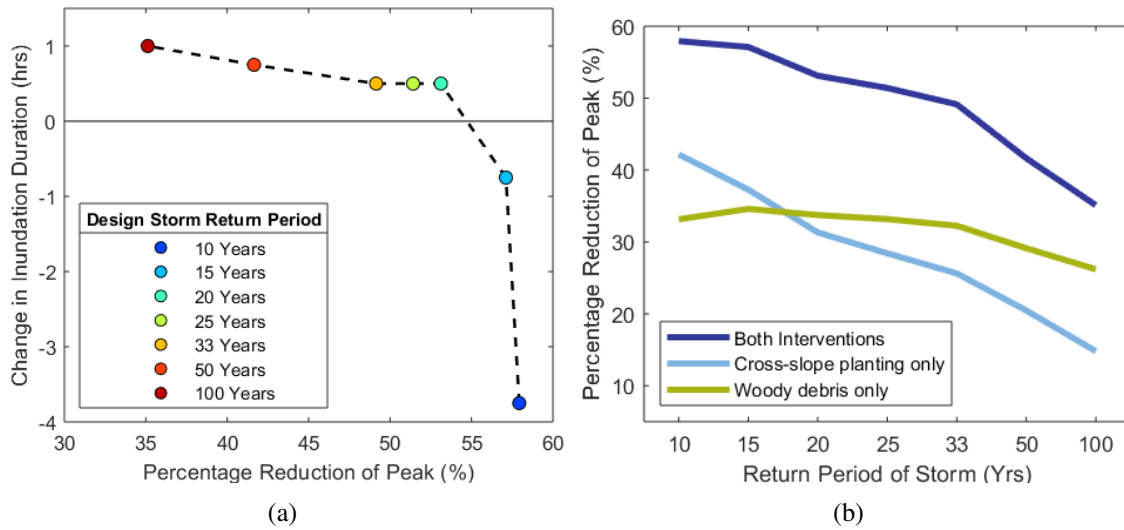 1
0
-1
-2
-3
-4
Change in Inundation Duration (hrs)
Design Storm Return Period
10 Years
15 Years
20 Years
25 Years
33 Years
50 Years
100 Years
30 35 40 45 50 55 60
Percentage Reduction of Peak (%)
(a)
60
50
40
30
20
10
Percentage Reduction of Peak (%)
Both Interventions
Cross-slope planting only
Woody debris only
10 15 20 25 33 50 100
Return Period of Storm (Yrs)
(b)